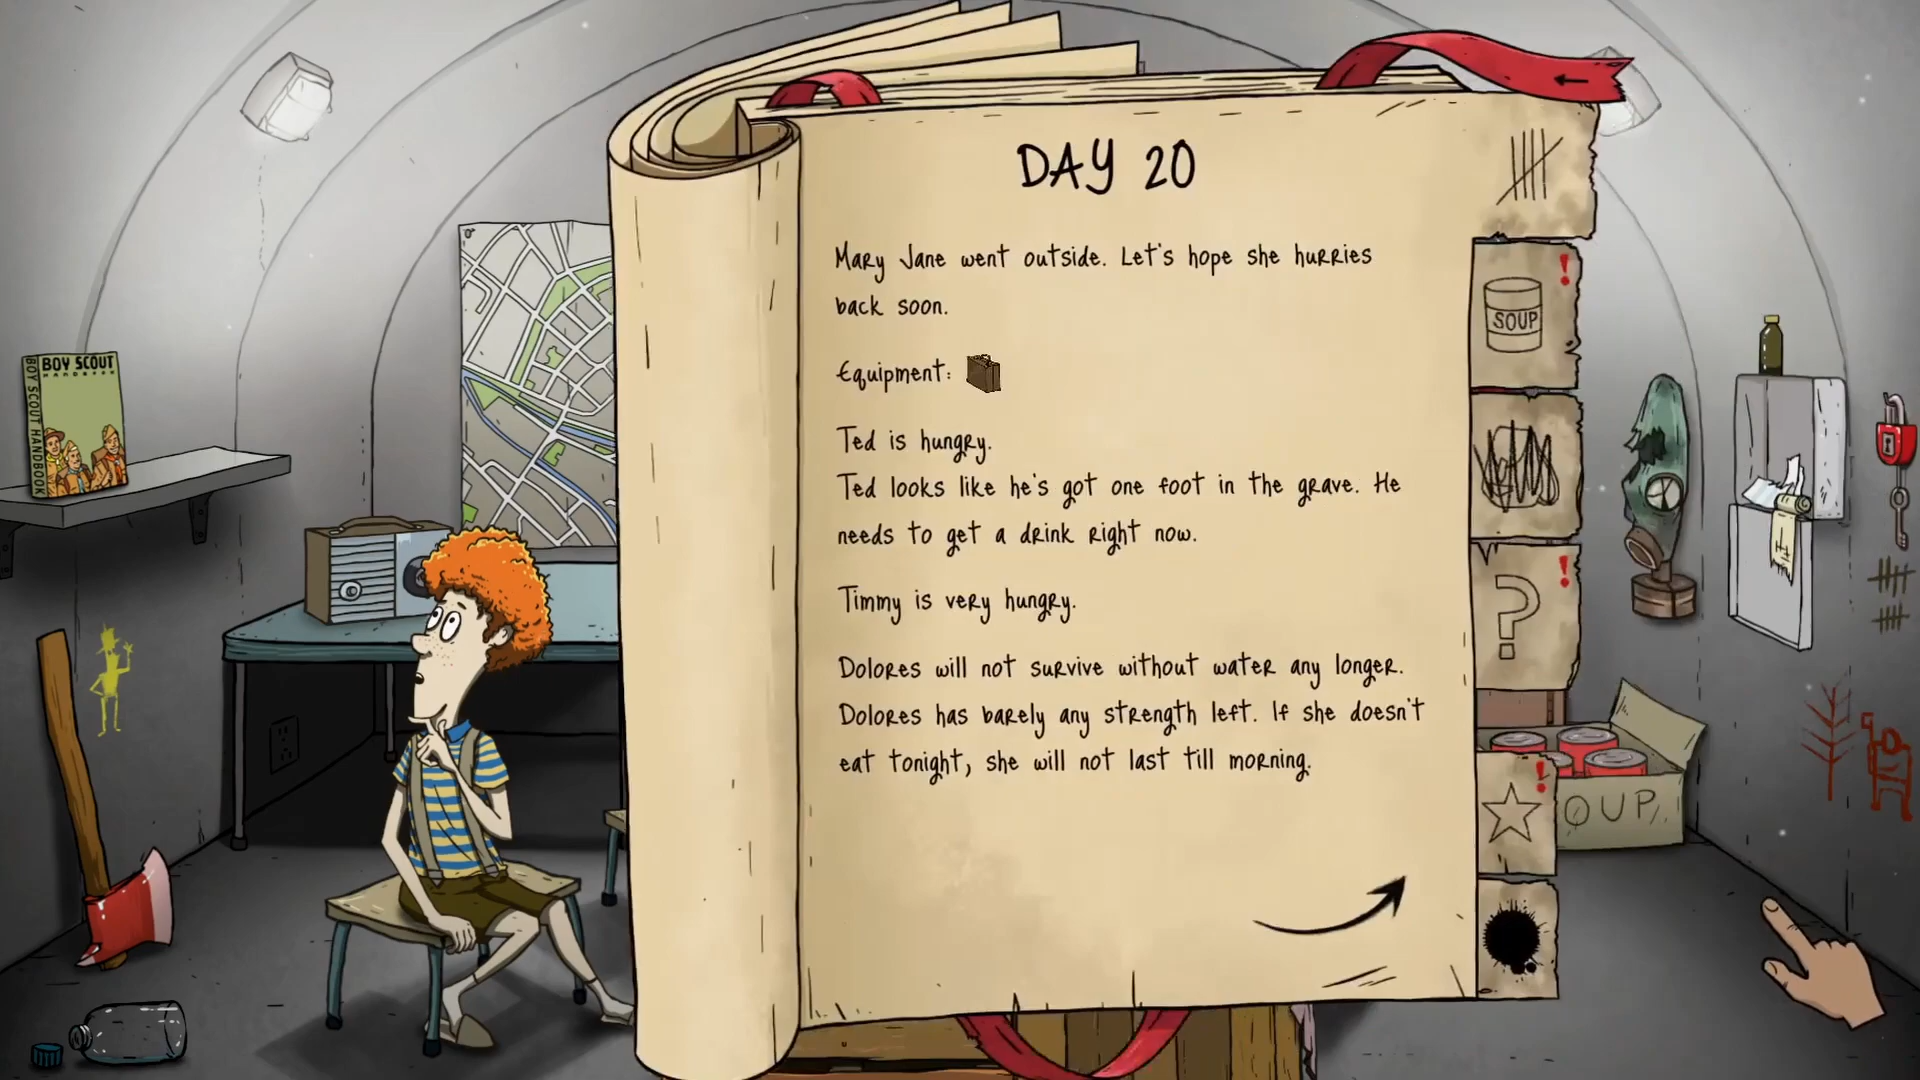 DAY 20
Mary Jane went outside. Let's hope she hurries
back soon.
Equipment:
Ted is hungry.
Ted looks like he's got one foot in the grave. He
needs to get a drink right now.
Timmy is very hungry.
Dolores will not survive without water any longer.
Dolores has barely any strength left. If she doesn't
eat tonight, she will not last till morning.
BOY SCOUT
HANDBOOK
BOY SCOUT HANDBOOK
!
SOUP
?
!
!
OUP